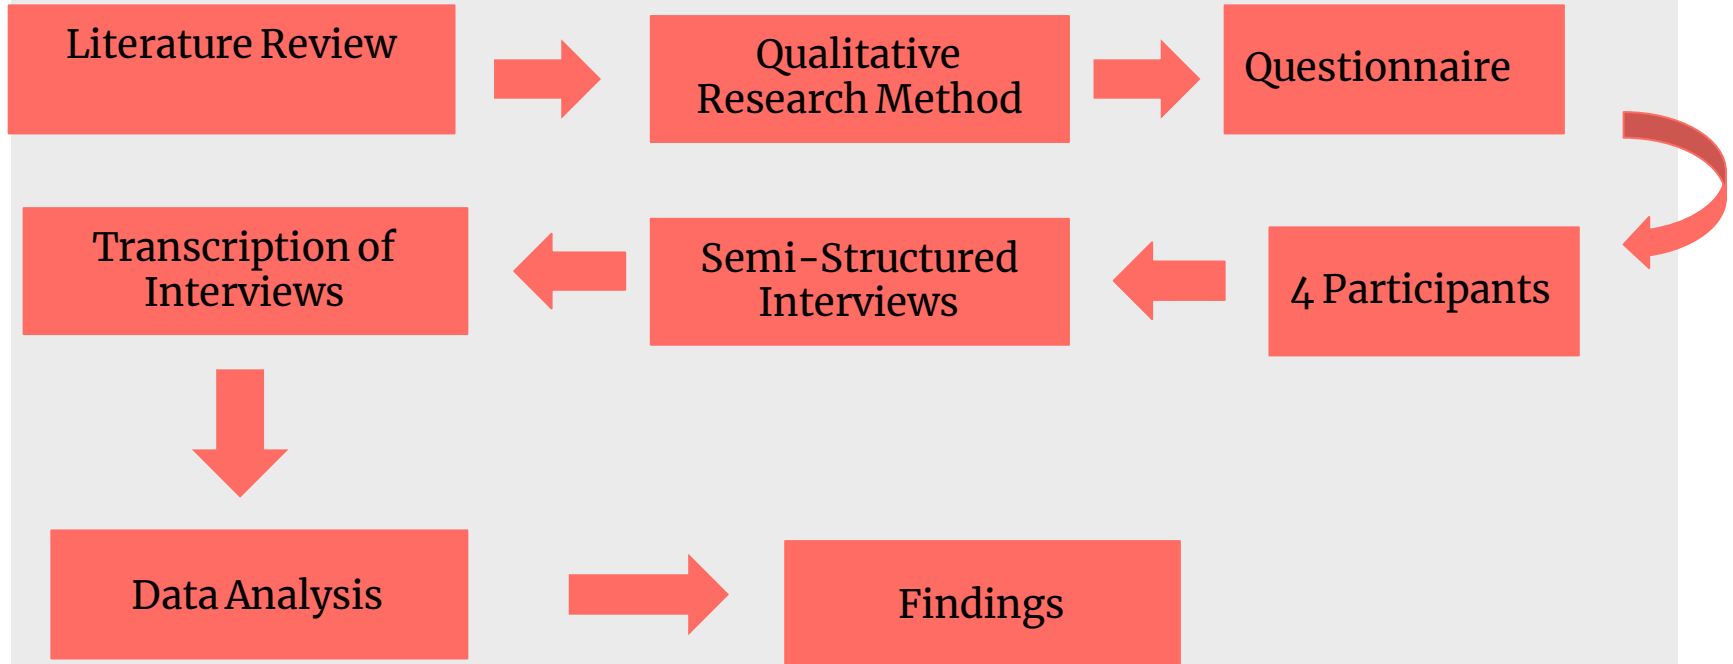 Literature Review
Qualitative
Research Method
Questionnaire
4 Participants
Semi-Structured
Interviews
Transcription of
Interviews
Data Analysis
Findings